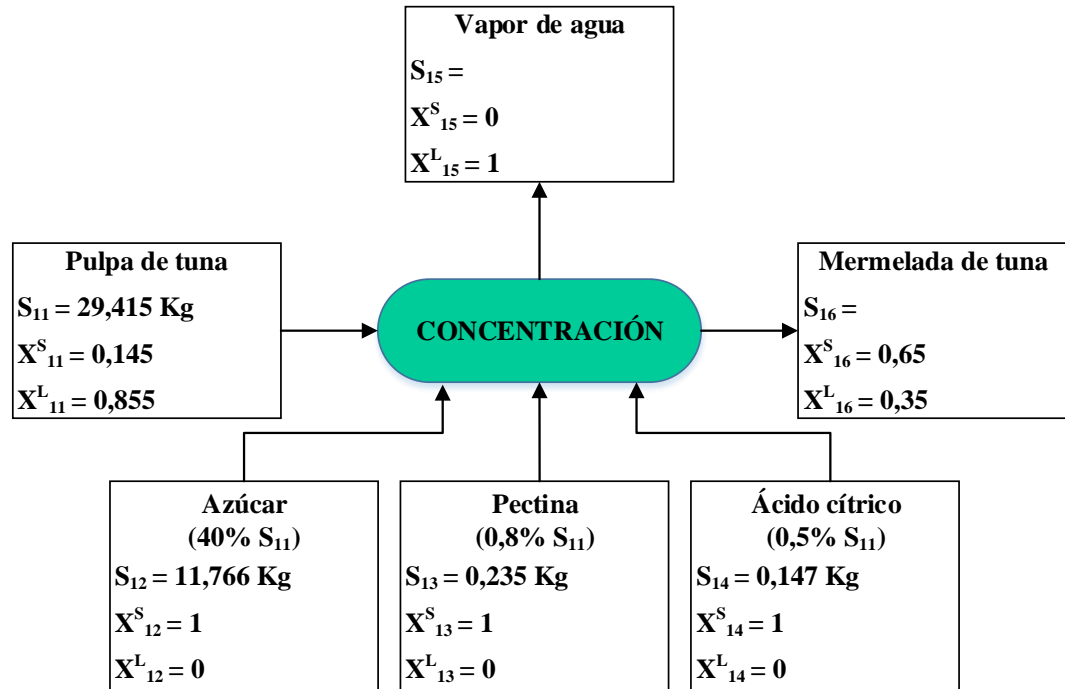 Vapor de agua
S₁₅ =
Xˢ₁₅ = 0
Xᴸ₁₅ = 1
Pulpa de tuna
S₁₁ = 29,415 Kg
Xˢ₁₁ = 0,145
Xᴸ₁₁ = 0,855
CONCENTRACIÓN
Mermelada de tuna
S₁₆ =
Xˢ₁₆ = 0,65
Xᴸ₁₆ = 0,35
Azúcar
(40% S₁₁)
S₁₂ = 11,766 Kg
Xˢ₁₂ = 1
Xᴸ₁₂ = 0
Pectina
(0,8% S₁₁)
S₁₃ = 0,235 Kg
Xˢ₁₃ = 1
Xᴸ₁₃ = 0
Ácido cítrico
(0,5% S₁₁)
S₁₄ = 0,147 Kg
Xˢ₁₄ = 1
Xᴸ₁₄ = 0